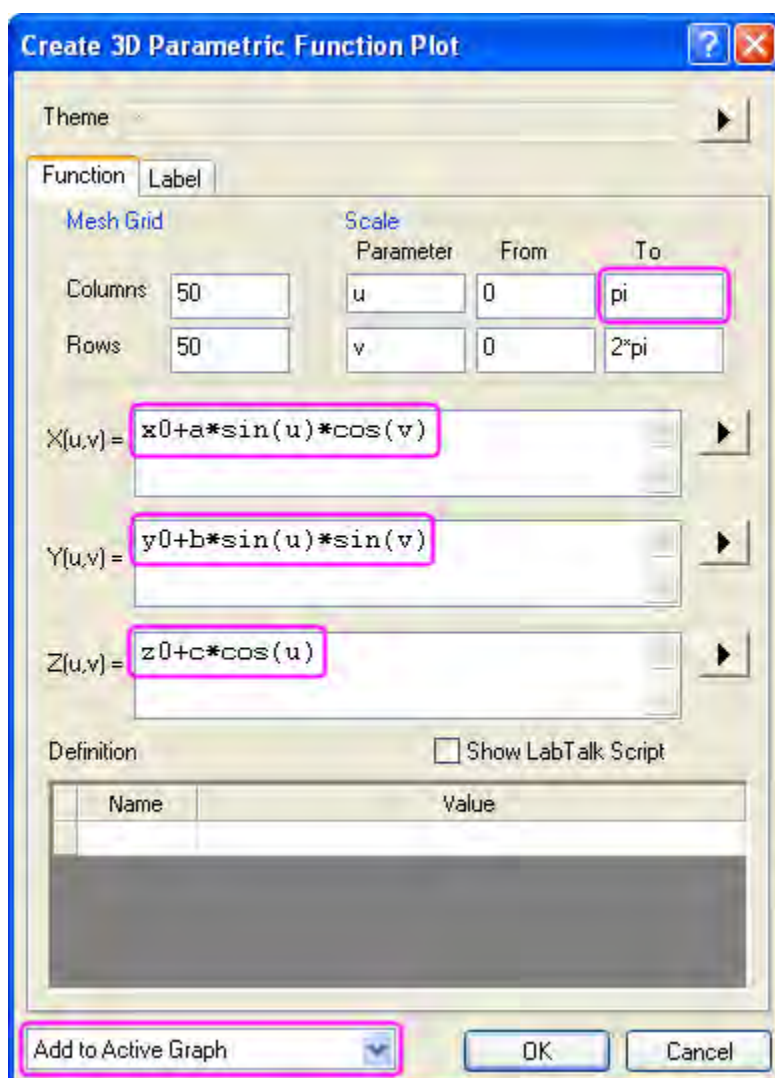 Create 3D Parametric Function Plot
Theme
Function Label
Mesh Grid Scale
Parameter From To
Columns 50 u 0 pi
Rows 50 v 0 2*pi
X(u,v) = x0+a*sin(u)*cos(v)
Y(u,v) = y0+b*sin(u)*sin(v)
Z(u,v) = z0+c*cos(u)
Definition Show LabTalk Script
Name Value
Add to Active Graph OK Cancel